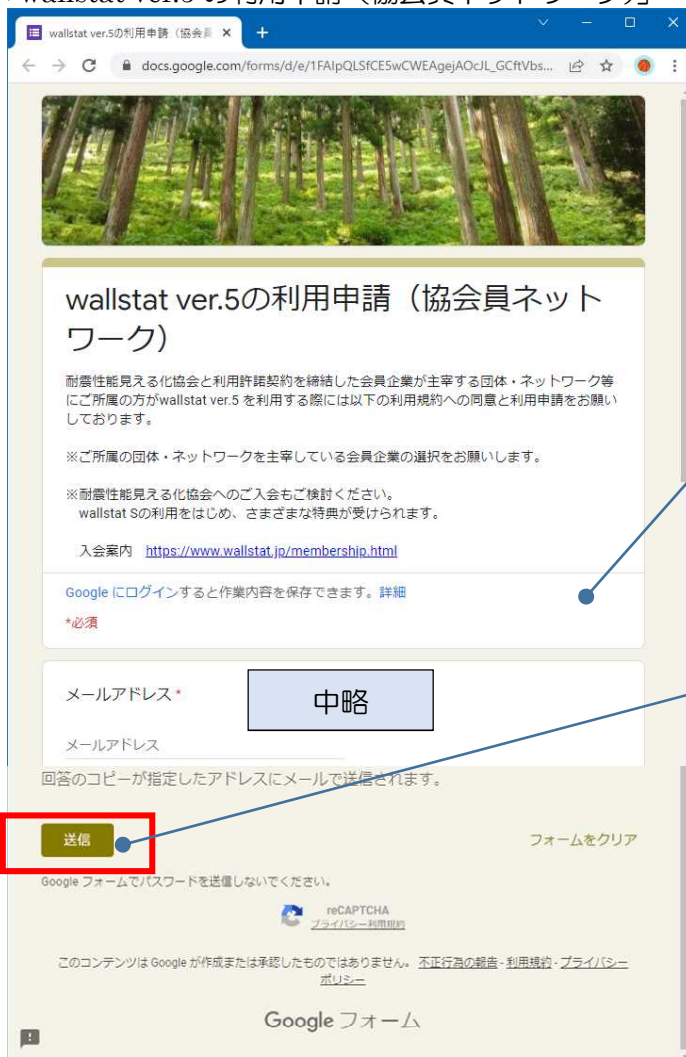 wallstat ver.5 の利用申請（協会員ネットワーク）
wallstat ver.5の利用申請（協会員
docs.google.com/forms/d/e/1FAIpQLSfCE5wCWEAgejAOcJL_GCftVbs...
wallstat ver.5の利用申請（協会員ネット
ワーク）
耐震性能見える化協会と利用許諾契約を締結した会員企業が主宰する団体・ネットワーク等
にご所属の方がwallstat ver.5 を利用する際には以下の利用規約への同意と利用申請をお願い
しております。
※ご所属の団体・ネットワークを主宰している会員企業の選択をお願いします。
※耐震性能見える化協会へのご入会もご検討ください。
wallstat Sの利用をはじめ、さまざまな特典が受けられます。
入会案内 https://www.wallstat.jp/membership.html
Google にログインすると作業内容を保存できます。詳細
*必須
メールアドレス *
中略
メールアドレス
回答のコピーが指定したアドレスにメールで送信されます。
送信
フォームをクリア
Google フォームでパスワードを送信しないでください。
reCAPTCHA
プライバシー利用規約
このコンテンツは Google が作成または承認したものではありません。 不正行為の報告 - 利用規約 - プライバシー
ポリシー
Google フォーム